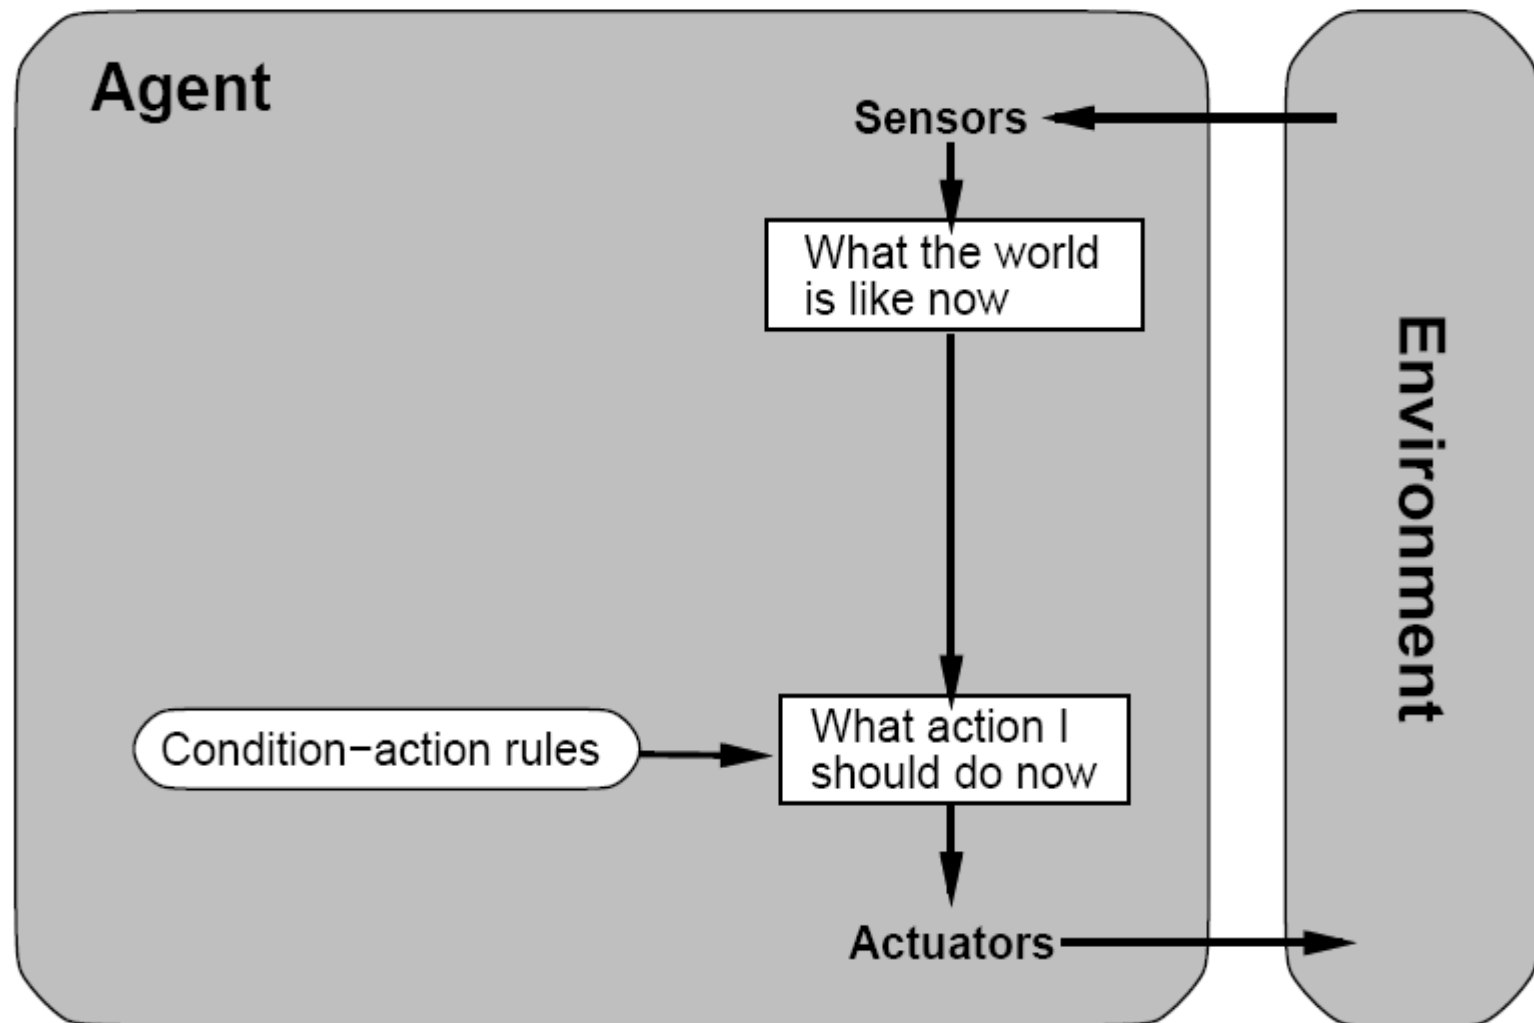 Agent
Sensors
What the world
is like now
Environment
Condition−action rules
What action I
should do now
Actuators